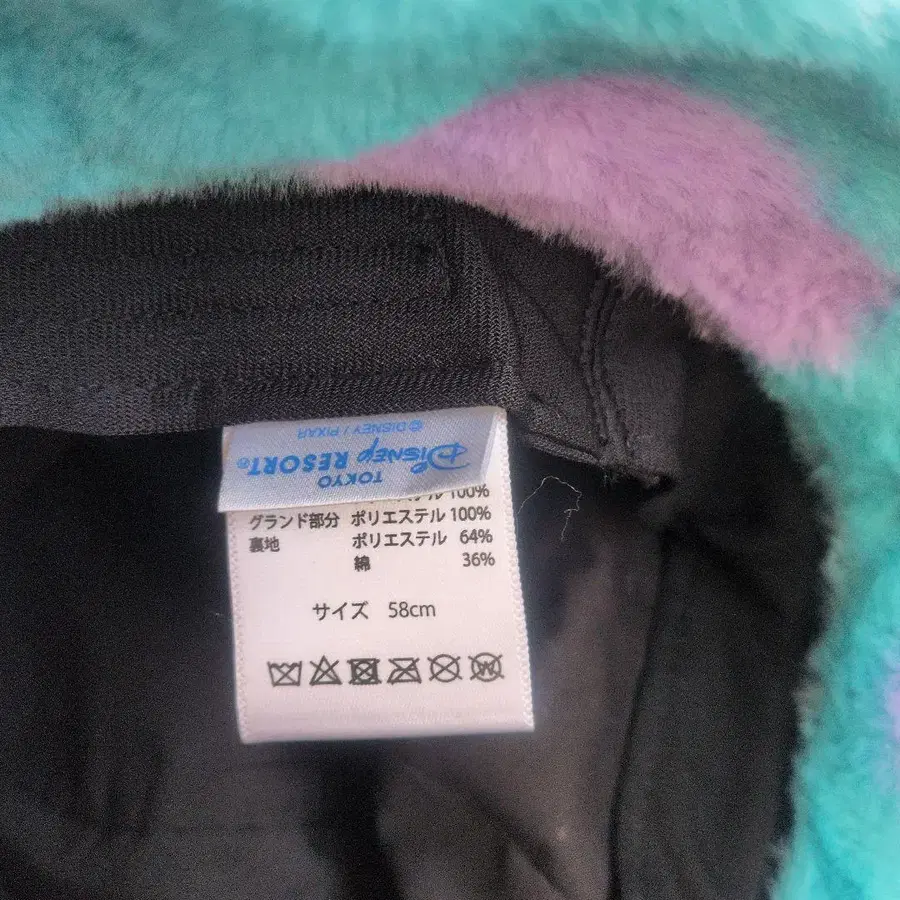 © DISNEY / PIXAR
TOKYO
DISNEY RESORT®
100%
グランド部分 ポリエステル 100%
裏地 ポリエステル 64%
綿 36%
サイズ 58cm